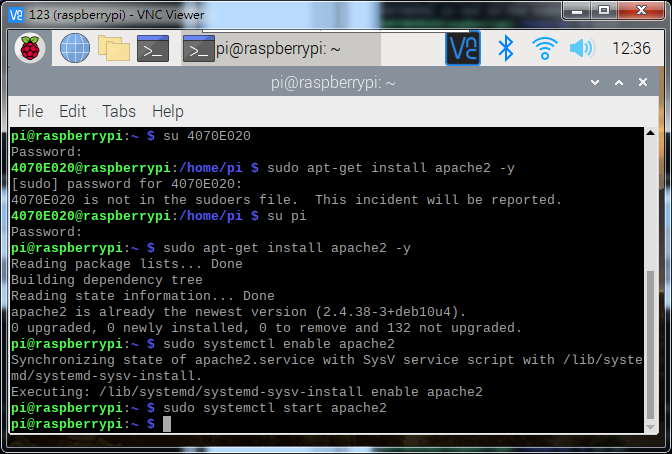 123 (raspberrypi) - VNC Viewer
pi@raspberrypi: ~
12:36
pi@raspberrypi: ~
File Edit Tabs Help
pi@raspberrypi:~ $ su 4070E020
Password:
4070E020@raspberrypi:/home/pi $ sudo apt-get install apache2 -y
[sudo] password for 4070E020:
4070E020 is not in the sudoers file.  This incident will be reported.
4070E020@raspberrypi:/home/pi $ su pi
Password:
pi@raspberrypi:~ $ sudo apt-get install apache2 -y
Reading package lists... Done
Building dependency tree
Reading state information... Done
apache2 is already the newest version (2.4.38-3+deb10u4).
0 upgraded, 0 newly installed, 0 to remove and 132 not upgraded.
pi@raspberrypi:~ $ sudo systemctl enable apache2
Synchronizing state of apache2.service with SysV service script with /lib/syste
md/systemd-sysv-install.
Executing: /lib/systemd/systemd-sysv-install enable apache2
pi@raspberrypi:~ $ sudo systemctl start apache2
pi@raspberrypi:~ $